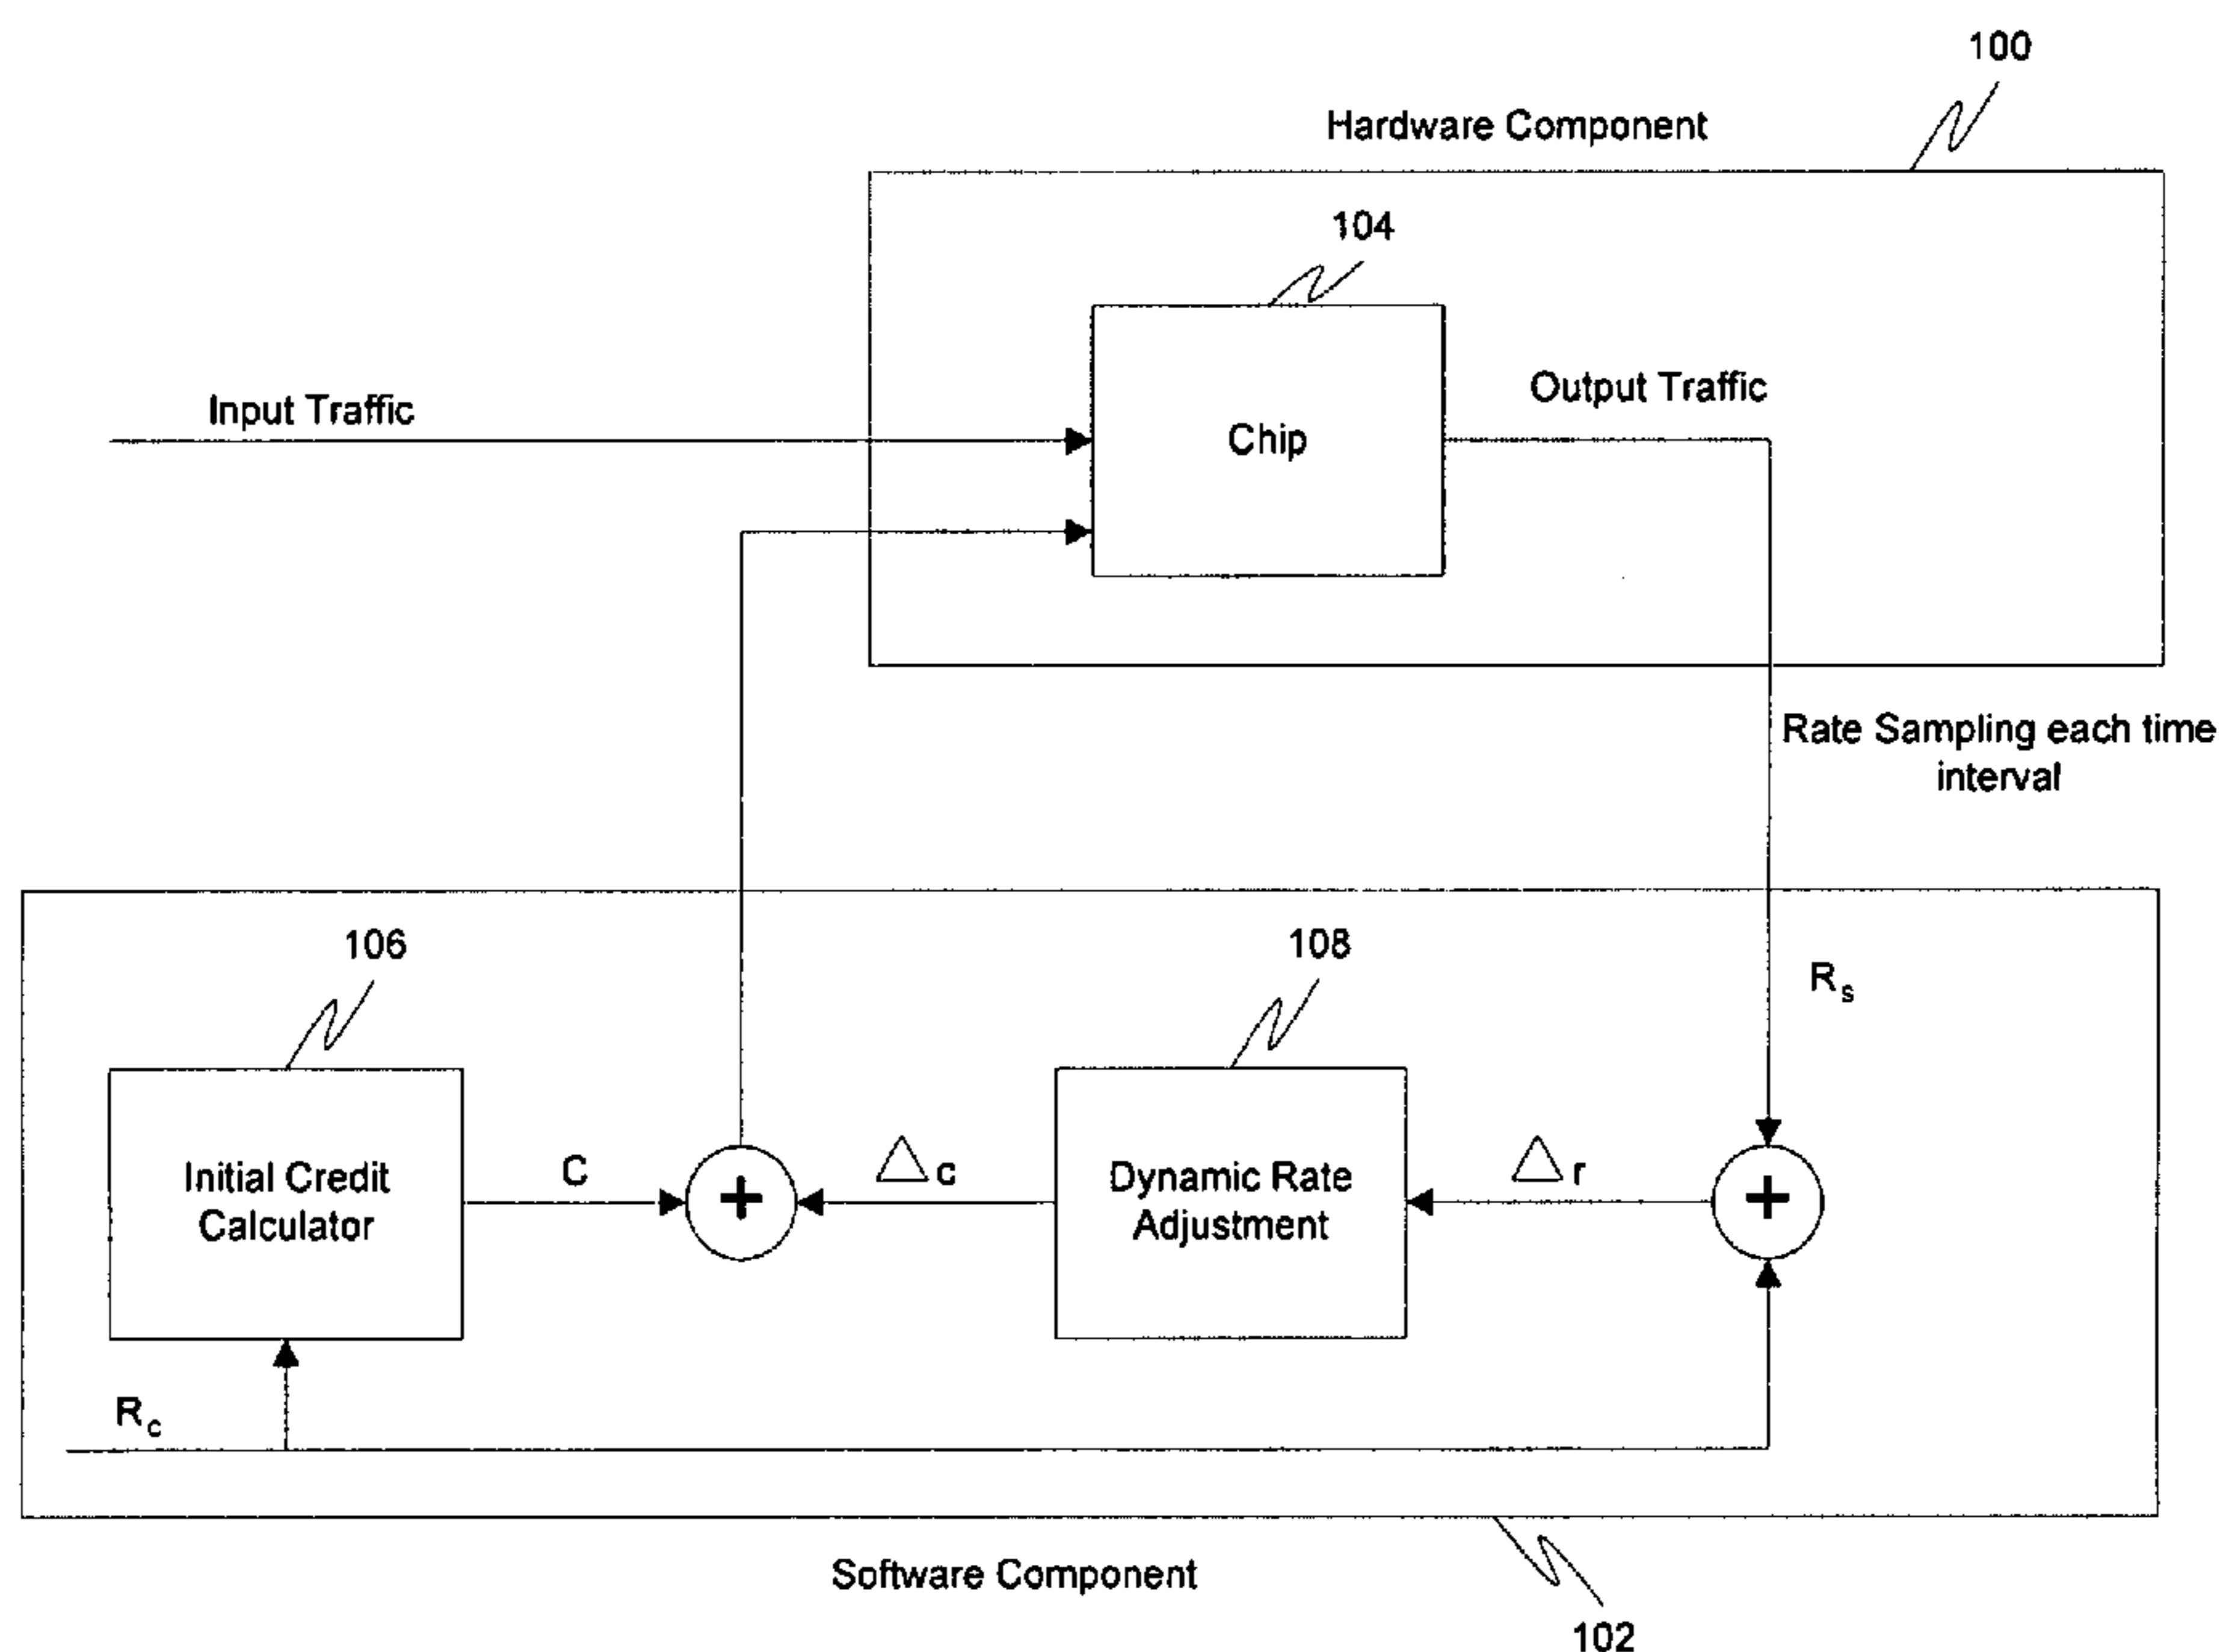 100
Hardware Component
104
Input Traffic
Chip
Output Traffic
Rate Sampling each time
interval
106
108
Rs
Initial Credit
Calculator
C
+
△c
Dynamic Rate
Adjustment
△r
+
Rc
Software Component
102